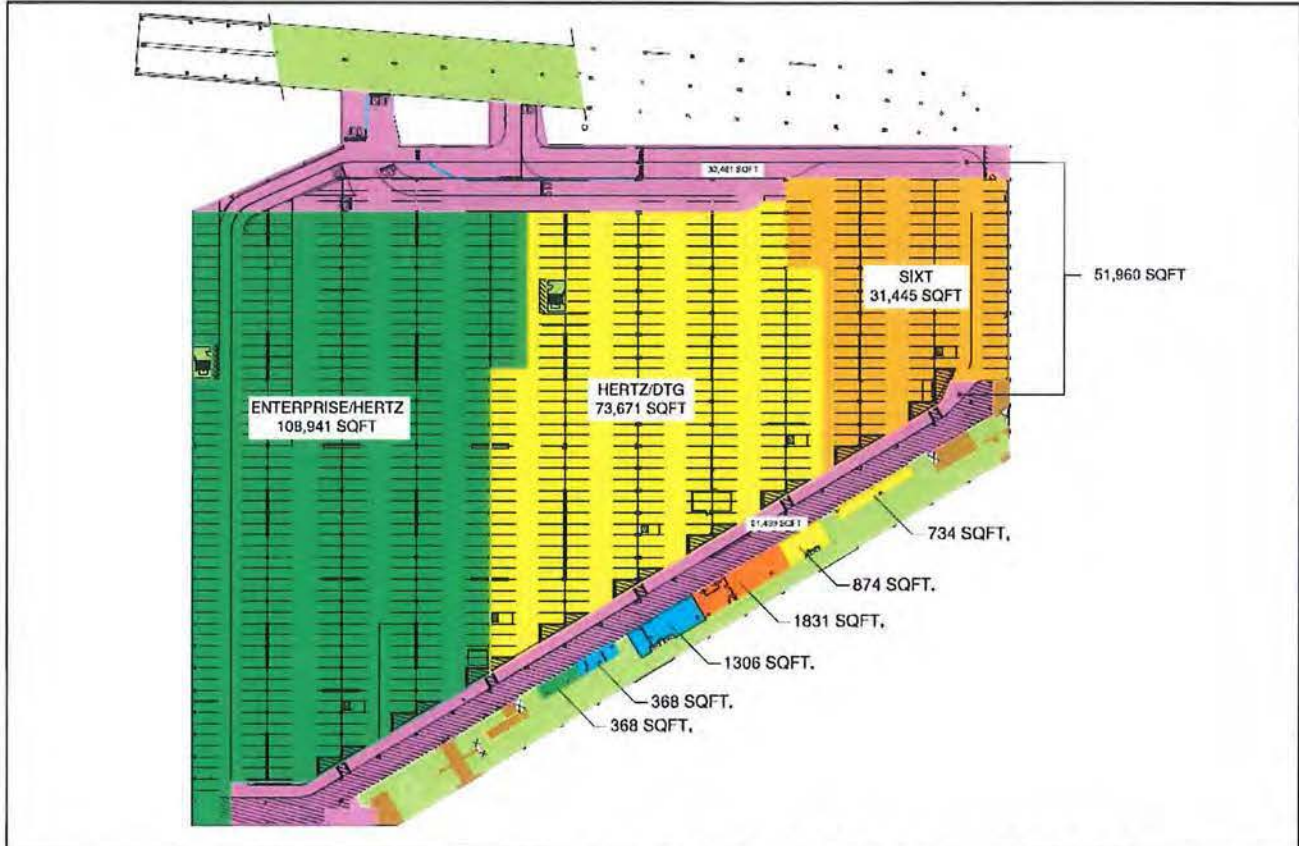 51,960 SQFT
SIXT
31,445 SQFT
HERTZ/DTG
73,671 SQFT
ENTERPRISE/HERTZ
108,941 SQFT
734 SQFT.
874 SQFT.
1831 SQFT.
1306 SQFT.
368 SQFT.
368 SQFT.